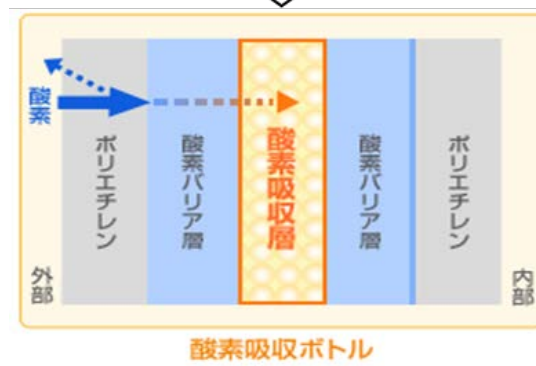 酸素
外部
ポリエチレン
酸素バリア層
酸素吸収層
酸素バリア層
ポリエチレン
内部
酸素吸収ボトル